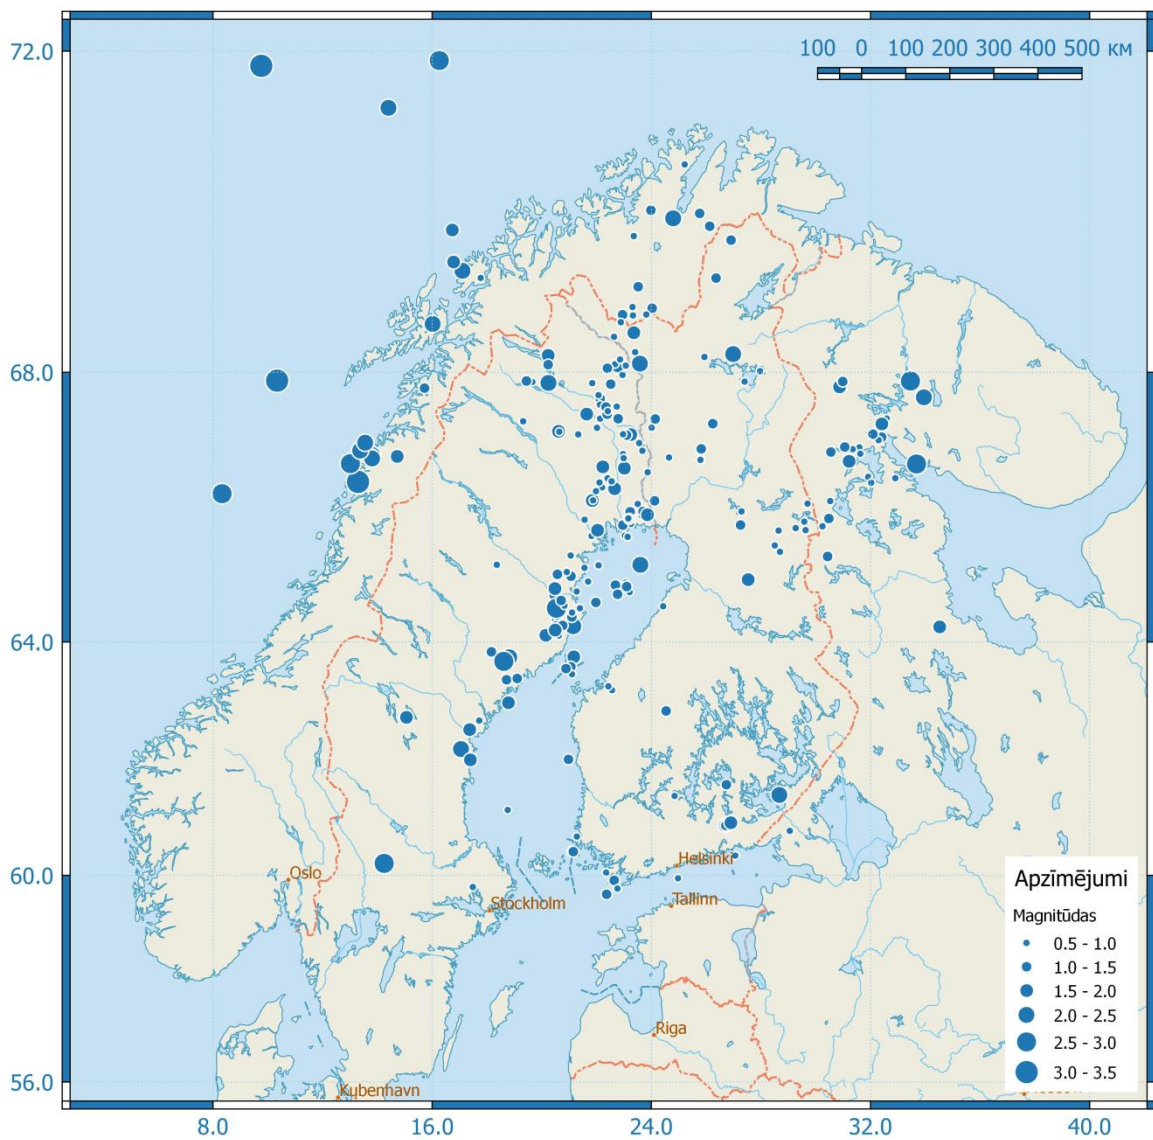 72.0
100 0 100 200 300 400 500 км
68.0
64.0
60.0
Oslo
Helsinki
Stockholm
Tallinn
Apzīmējumi
Magnitūdas
0.5 - 1.0
1.0 - 1.5
1.5 - 2.0
2.0 - 2.5
2.5 - 3.0
3.0 - 3.5
Riga
56.0
Kubenhavn
8.0 16.0 24.0 32.0 40.0